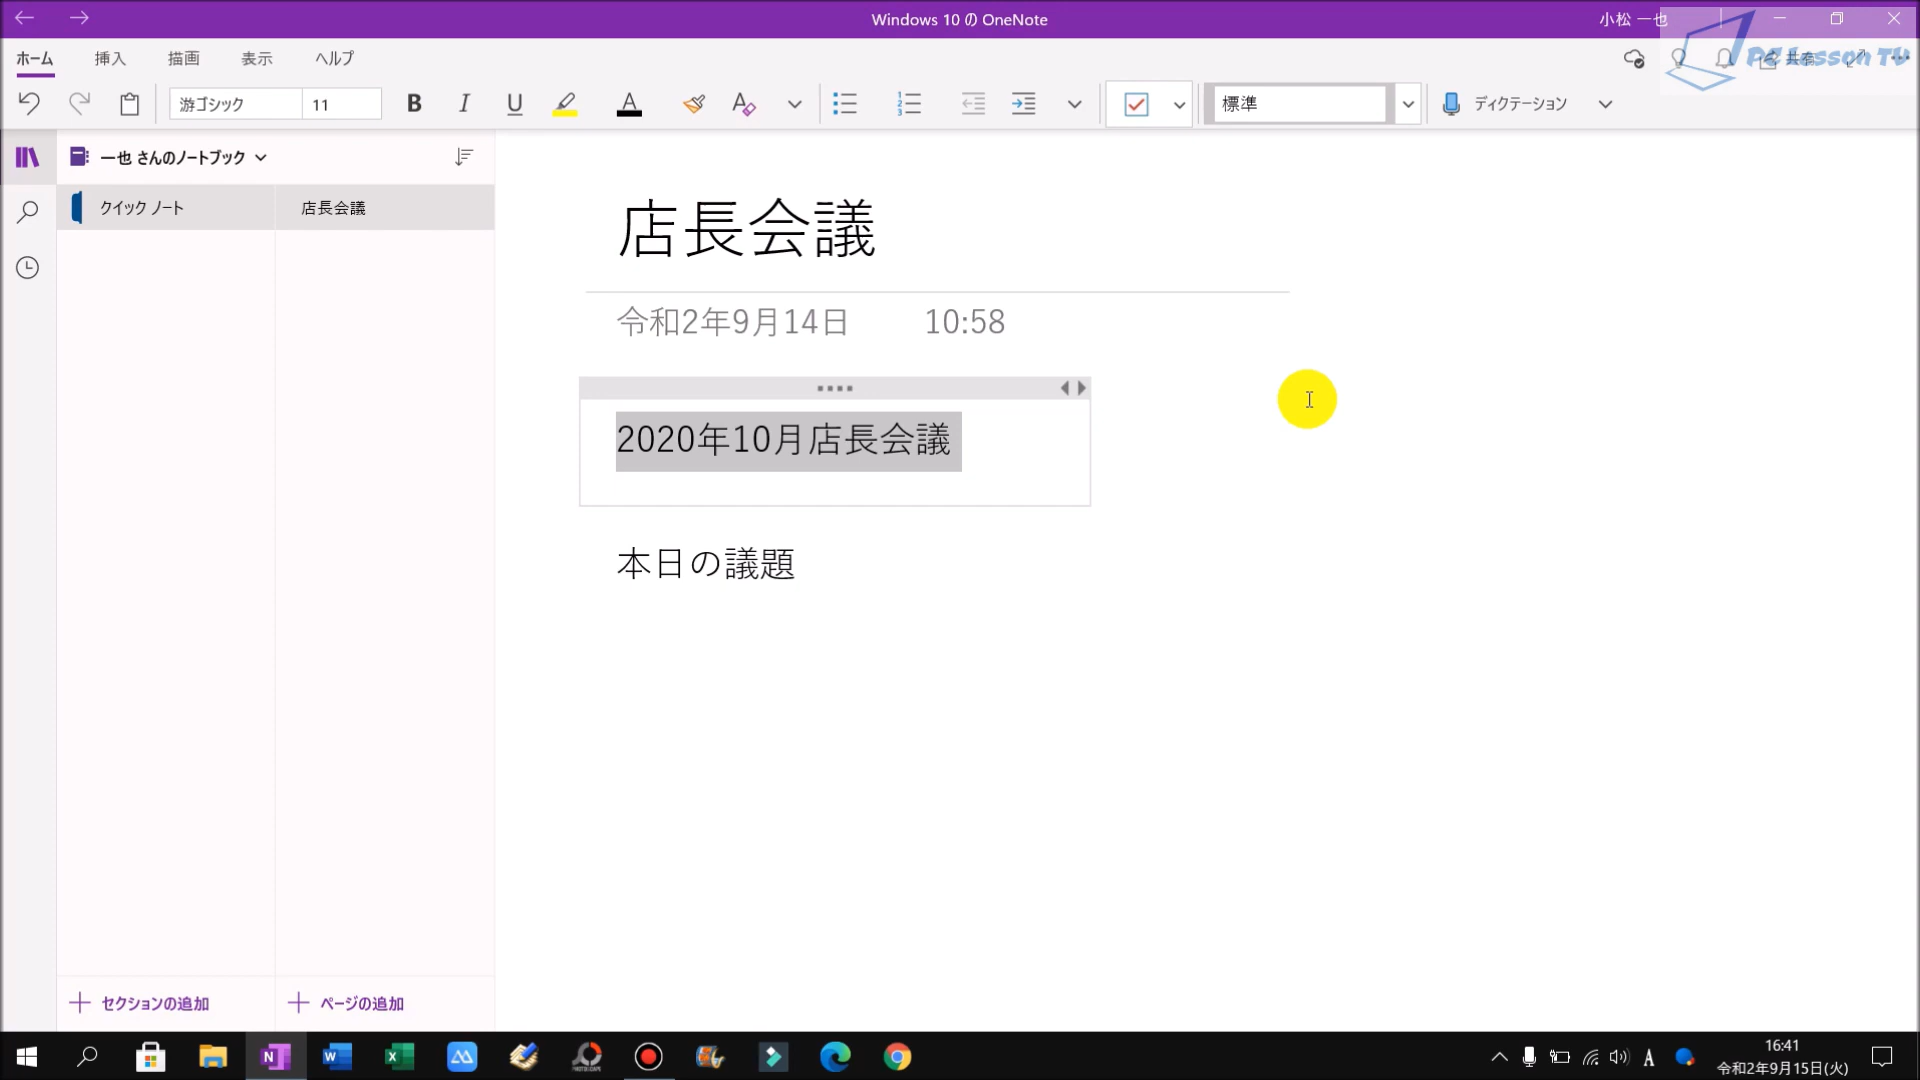 Windows 10 の OneNote
小松 一也
ホーム 挿入 描画 表示 ヘルプ
共有
PC Lesson TV
游ゴシック 11 B I U A A 標準 ディクテーション
一也 さんのノートブック
クイック ノート 店長会議
店長会議
令和2年9月14日 10:58
2020年10月店長会議
本日の議題
セクションの追加 ページの追加
16:41
令和2年9月15日(火)